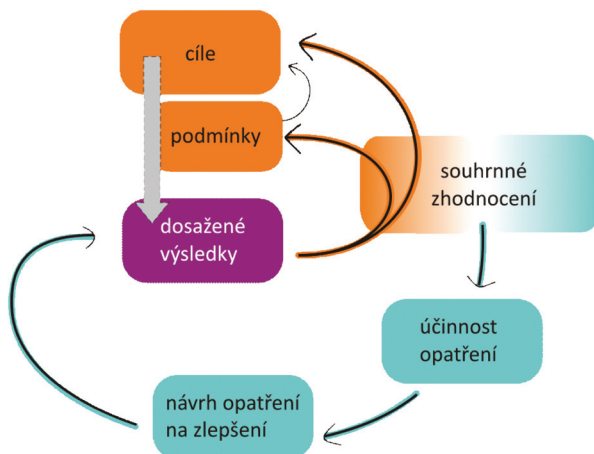 cíle
podmínky
souhrnné
zhodnocení
dosažené
výsledky
účinnost
opatření
návrh opatření
na zlepšení